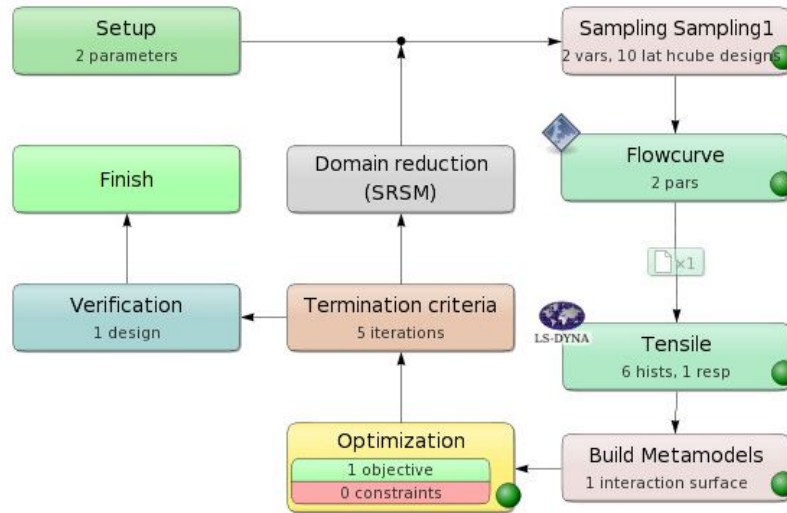 Setup
2 parameters
Sampling Sampling1
2 vars, 10 lat hcube designs
Finish
Domain reduction
(SRSM)
Flowcurve
2 pars
×1
Verification
1 design
Termination criteria
5 iterations
LS-DYNA
Tensile
6 hists, 1 resp
Optimization
1 objective
0 constraints
Build Metamodels
1 interaction surface